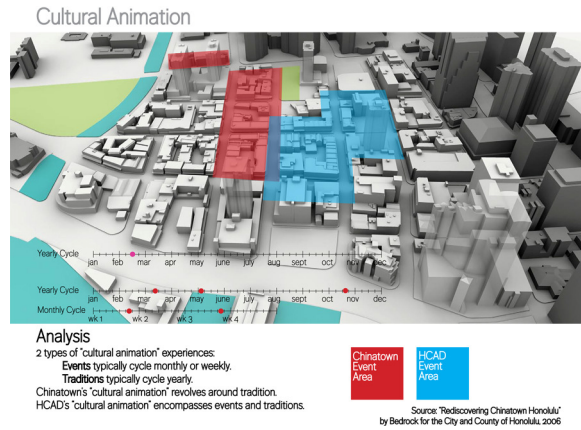 Cultural Animation
Yearly Cycle
jan feb mar apr may june july aug sept oct nov dec
Yearly Cycle
jan feb mar apr may june july aug sept oct nov dec
Monthly Cycle
wk 1 wk 2 wk 3 wk 4
Analysis
2 types of "cultural animation" experiences:
Events typically cycle monthly or weekly.
Traditions typically cycle yearly.
Chinatown's "cultural animation" revolves around tradition.
HCAD's "cultural animation" encompasses events and traditions.
Chinatown
Event
Area
HCAD
Event
Area
Source: "Rediscovering Chinatown Honolulu"
by Bedrock for the City and County of Honolulu, 2006